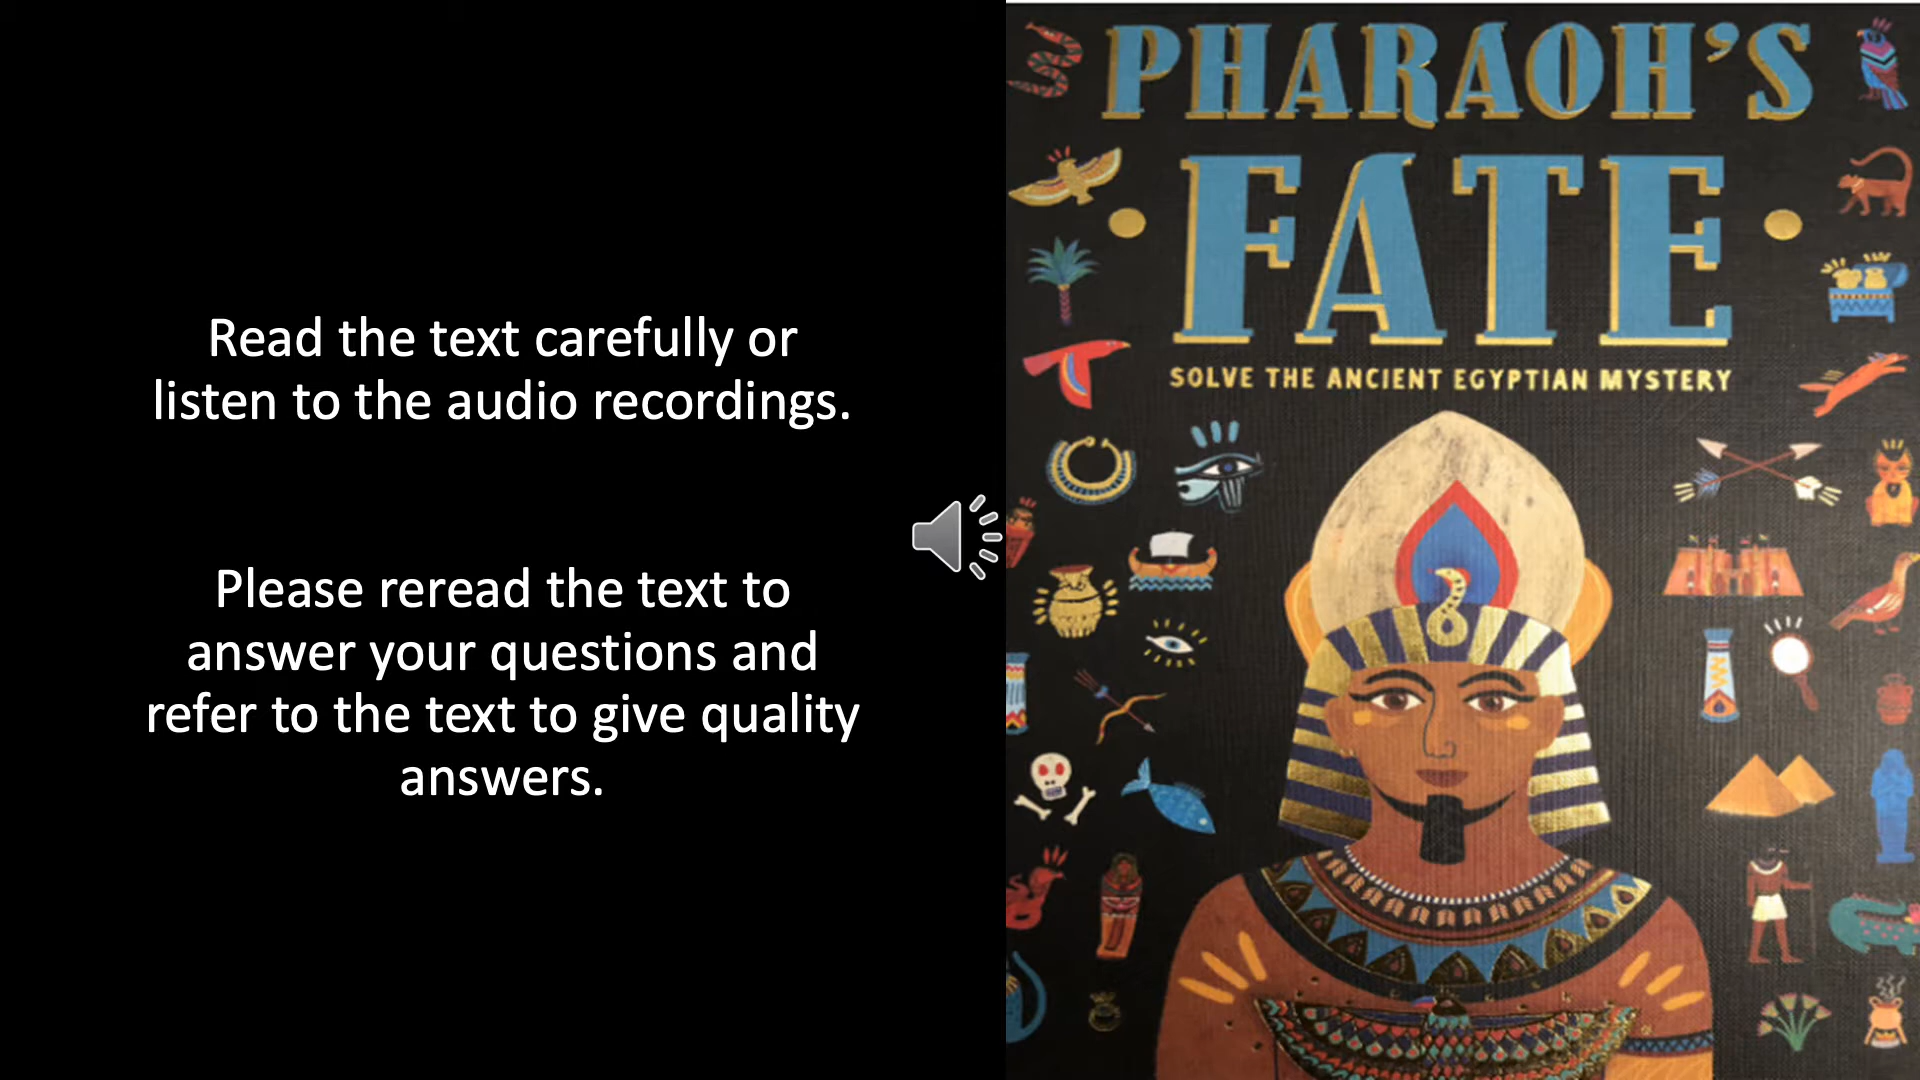 Read the text carefully or
listen to the audio recordings.
Please reread the text to
answer your questions and
refer to the text to give quality
answers.
PHARAOH'S
FATE
SOLVE THE ANCIENT EGYPTIAN MYSTERY